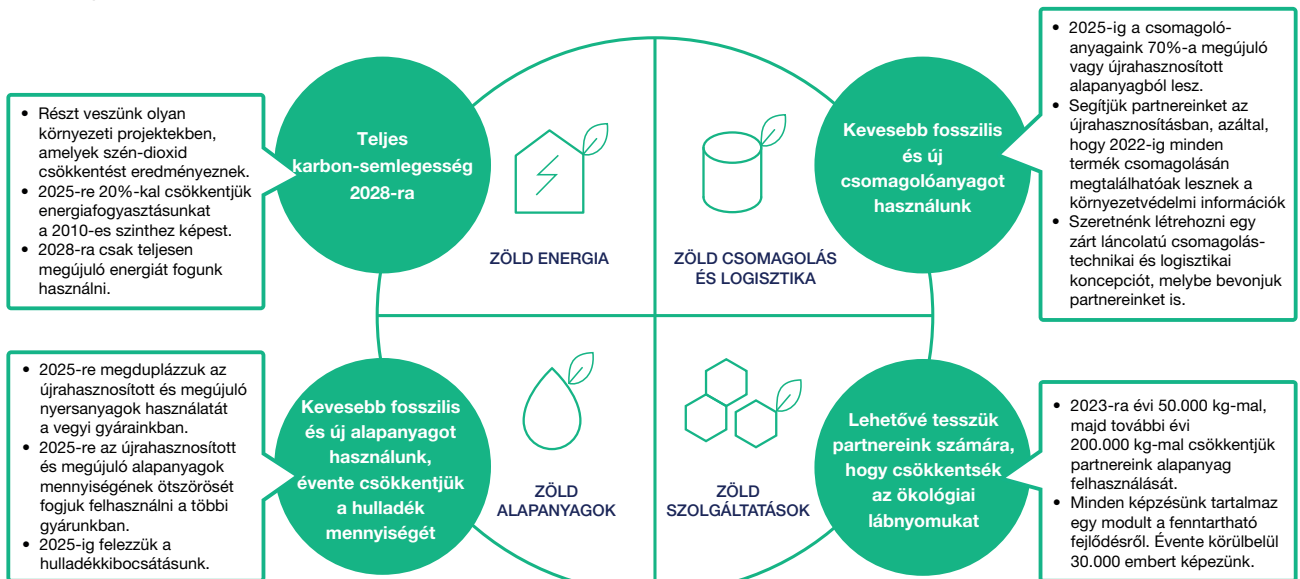 • Részt veszünk olyan
környezeti projektekben,
amelyek szén-dioxid
csökkentést eredményeznek.
• 2025-re 20%-kal csökkentjük
energiafogyasztásunkat
a 2010-es szinthez képest.
• 2028-ra csak teljesen
megújuló energiát fogunk
használni.
Teljes
karbon-semlegesség
2028-ra
ZÖLD ENERGIA
ZÖLD CSOMAGOLÁS
ÉS LOGISZTIKA
Kevesebb fosszilis
és új
csomagolóanyagot
használunk
• 2025-ig a csomagoló-
anyagaink 70%-a megújuló
vagy újrahasznosított
alapanyagból lesz.
• Segítjük partnereinket az
újrahasznosításban, azáltal,
hogy 2022-ig minden
termék csomagolásán
megtalálhatóak lesznek a
környezetvédelmi információk
• Szeretnénk létrehozni egy
zárt láncolatú csomagolás-
technikai és logisztikai
koncepciót, melybe bevonjuk
partnereinket is.
• 2025-re megduplázzuk az
újrahasznosított és megújuló
nyersanyagok használatát
a vegyi gyárainkban.
• 2025-re az újrahasznosított
és megújuló alapanyagok
mennyiségének ötszörösét
fogjuk felhasználni a többi
gyárunkban.
• 2025-ig felezzük a
hulladékkibocsátásunk.
Kevesebb fosszilis
és új alapanyagot
használunk,
évente csökkentjük
a hulladék
mennyiségét
ZÖLD
ALAPANYAGOK
ZÖLD
SZOLGÁLTATÁSOK
Lehetővé tesszük
partnereink számára,
hogy csökkentsék
az ökológiai
lábnyomukat
• 2023-ra évi 50.000 kg-mal,
majd további évi
200.000 kg-mal csökkentjük
partnereink alapanyag
felhasználását.
• Minden képzésünk tartalmaz
egy modult a fenntartható
fejlődésről. Évente körülbelül
30.000 embert képezünk.